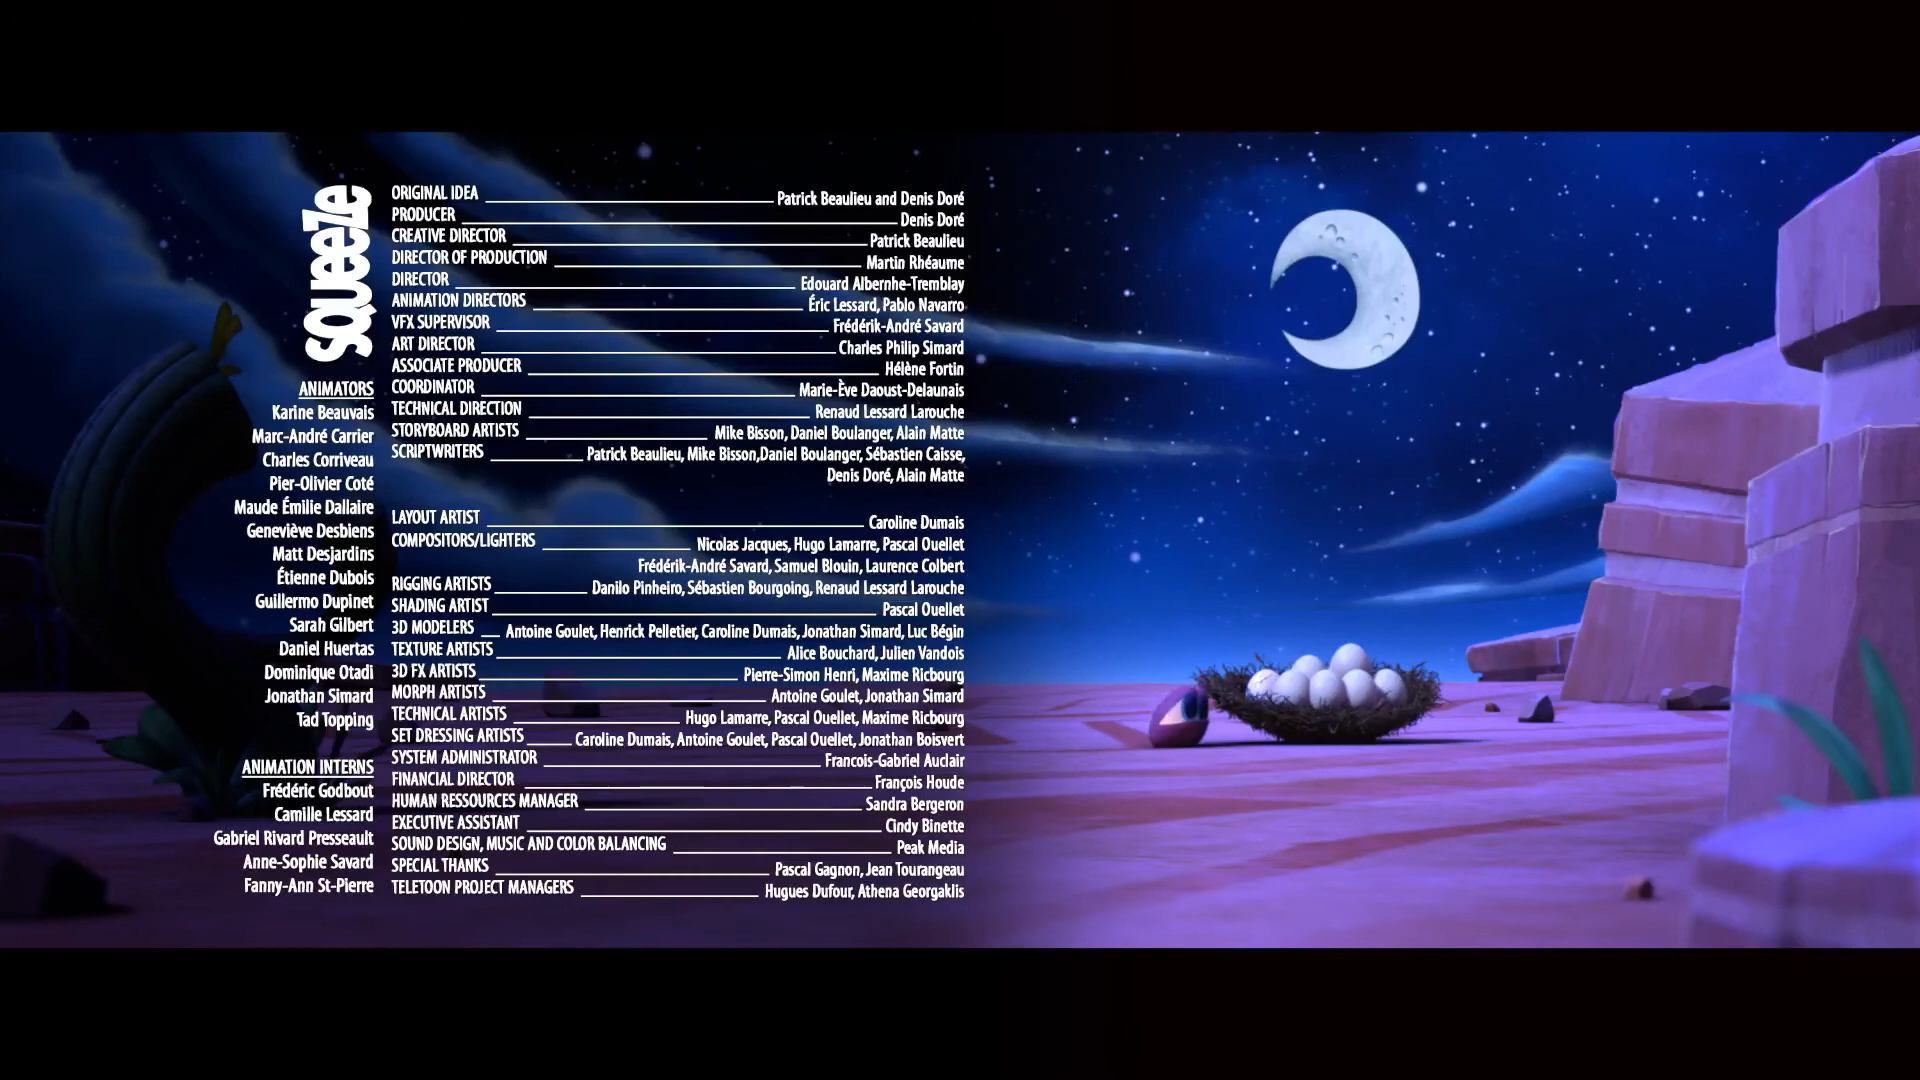 squeeze
ANIMATORS
Karine Beauvais
Marc-André Carrier
Charles Corriveau
Pier-Olivier Coté
Maude Émilie Dallaire
Geneviève Desbiens
Matt Desjardins
Étienne Dubois
Guillermo Dupinet
Sarah Gilbert
Daniel Huertas
Dominique Otadi
Jonathan Simard
Tad Topping
ANIMATION INTERNS
Frédéric Godbout
Camille Lessard
Gabriel Rivard Presseault
Anne-Sophie Savard
Fanny-Ann St-Pierre
ORIGINAL IDEA Patrick Beaulieu and Denis Doré
PRODUCER Denis Doré
CREATIVE DIRECTOR Patrick Beaulieu
DIRECTOR OF PRODUCTION Martin Rhéaume
DIRECTOR Edouard Albernhe-Tremblay
ANIMATION DIRECTORS Éric Lessard, Pablo Navarro
VFX SUPERVISOR Frédérik-André Savard
ART DIRECTOR Charles Philip Simard
ASSOCIATE PRODUCER Hélène Fortin
COORDINATOR Marie-Ève Daoust-Delaunais
TECHNICAL DIRECTION Renaud Lessard Larouche
STORYBOARD ARTISTS Mike Bisson, Daniel Boulanger, Alain Matte
SCRIPTWRITERS Patrick Beaulieu, Mike Bisson,Daniel Boulanger, Sébastien Caisse,
Denis Doré, Alain Matte
LAYOUT ARTIST Caroline Dumais
COMPOSITORS/LIGHTERS Nicolas Jacques, Hugo Lamarre, Pascal Ouellet
Frédérik-André Savard, Samuel Blouin, Laurence Colbert
RIGGING ARTISTS Danilo Pinheiro, Sébastien Bourgoing, Renaud Lessard Larouche
SHADING ARTIST Pascal Ouellet
3D MODELERS Antoine Goulet, Henrick Pelletier, Caroline Dumais, Jonathan Simard, Luc Bégin
TEXTURE ARTISTS Alice Bouchard, Julien Vandois
3D FX ARTISTS Pierre-Simon Henri, Maxime Ricbourg
MORPH ARTISTS Antoine Goulet, Jonathan Simard
TECHNICAL ARTISTS Hugo Lamarre, Pascal Ouellet, Maxime Ricbourg
SET DRESSING ARTISTS Caroline Dumais, Antoine Goulet, Pascal Ouellet, Jonathan Boisvert
SYSTEM ADMINISTRATOR Francois-Gabriel Auclair
FINANCIAL DIRECTOR François Houde
HUMAN RESSOURCES MANAGER Sandra Bergeron
EXECUTIVE ASSISTANT Cindy Binette
SOUND DESIGN, MUSIC AND COLOR BALANCING Peak Media
SPECIAL THANKS Pascal Gagnon, Jean Tourangeau
TELETOON PROJECT MANAGERS Hugues Dufour, Athena Georgaklis